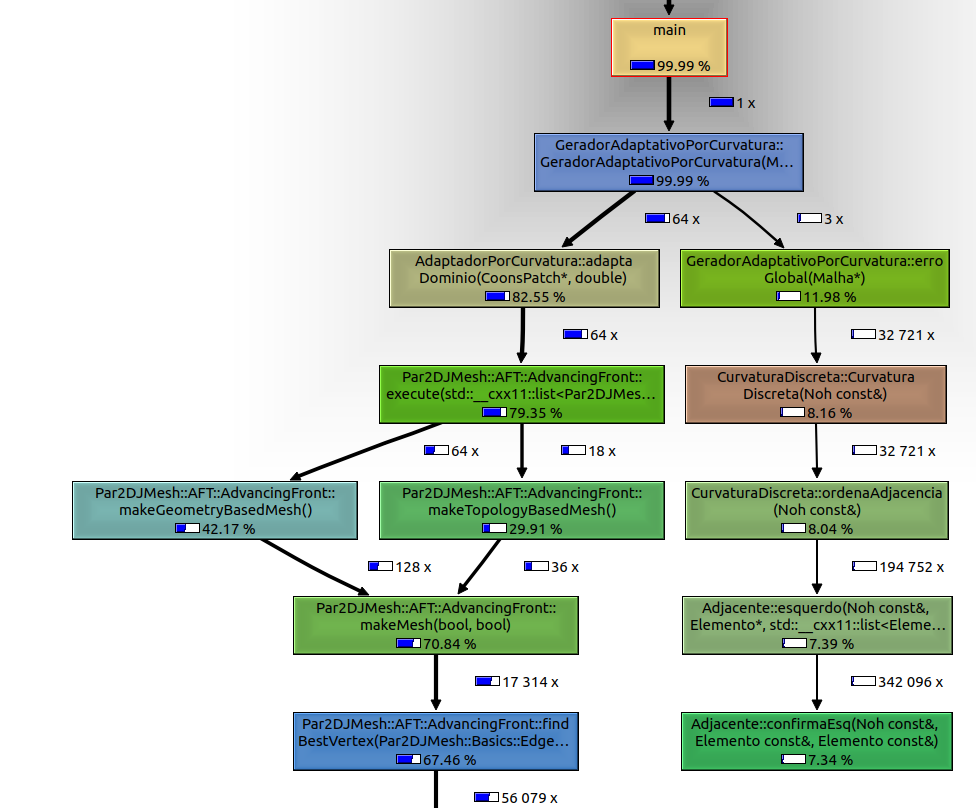 main
99.99 %
1 x
GeradorAdaptativoPorCurvatura::
GeradorAdaptativoPorCurvatura(M...
99.99 %
64 x
3 x
AdaptadorPorCurvatura::adapta
Dominio(CoonsPatch*, double)
82.55 %
GeradorAdaptativoPorCurvatura::erro
Global(Malha*)
11.98 %
64 x
32 721 x
Par2DJMesh::AFT::AdvancingFront::
execute(std::__cxx11::list<Par2DJMes...
79.35 %
CurvaturaDiscreta::Curvatura
Discreta(Noh const&)
8.16 %
64 x
18 x
32 721 x
Par2DJMesh::AFT::AdvancingFront::
makeGeometryBasedMesh()
42.17 %
Par2DJMesh::AFT::AdvancingFront::
makeTopologyBasedMesh()
29.91 %
CurvaturaDiscreta::ordenaAdjacencia
(Noh const&)
8.04 %
128 x
36 x
194 752 x
Par2DJMesh::AFT::AdvancingFront::
makeMesh(bool, bool)
70.84 %
Adjacente::esquerdo(Noh const&,
Elemento*, std::__cxx11::list<Eleme...
7.39 %
17 314 x
342 096 x
Par2DJMesh::AFT::AdvancingFront::find
BestVertex(Par2DJMesh::Basics::Edge...
67.46 %
Adjacente::confirmaEsq(Noh const&,
Elemento const&, Elemento const&)
7.34 %
56 079 x